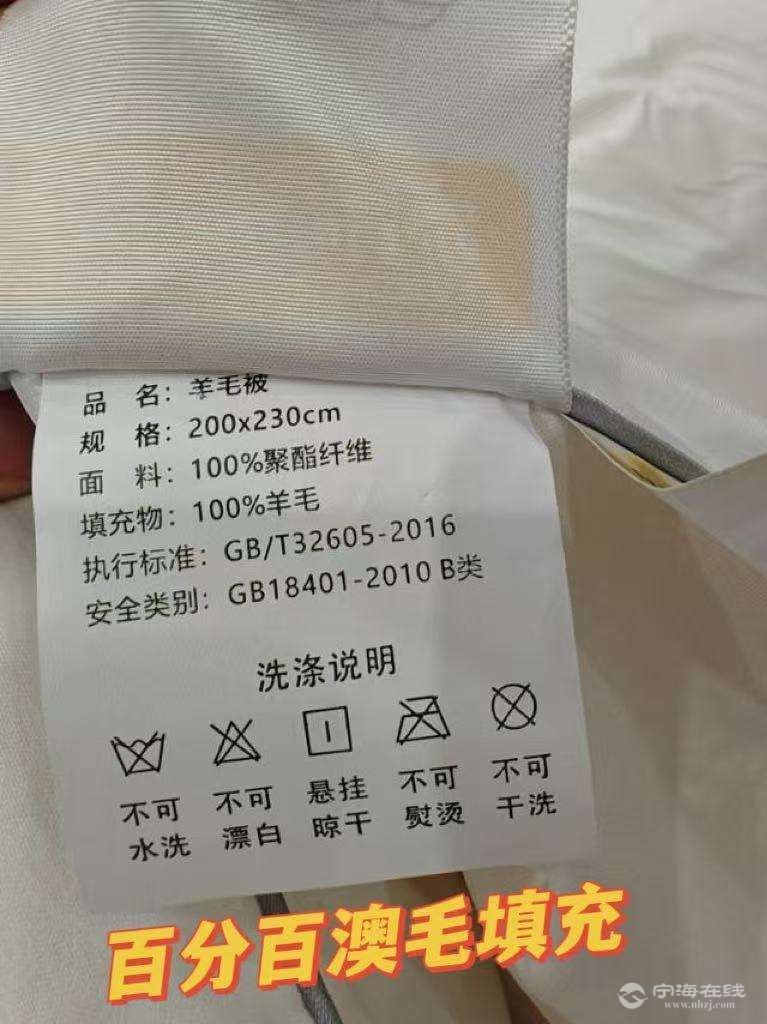 品 名：羊毛被
规 格：200x230cm
面 料：100%聚酯纤维
填充物：100%羊毛
执行标准：GB/T32605-2016
安全类别：GB18401-2010 B类
洗涤说明
不可水洗
不可漂白
悬挂晾干
不可熨烫
不可干洗
百分百澳毛填充
宁海在线
www.nhzj.com